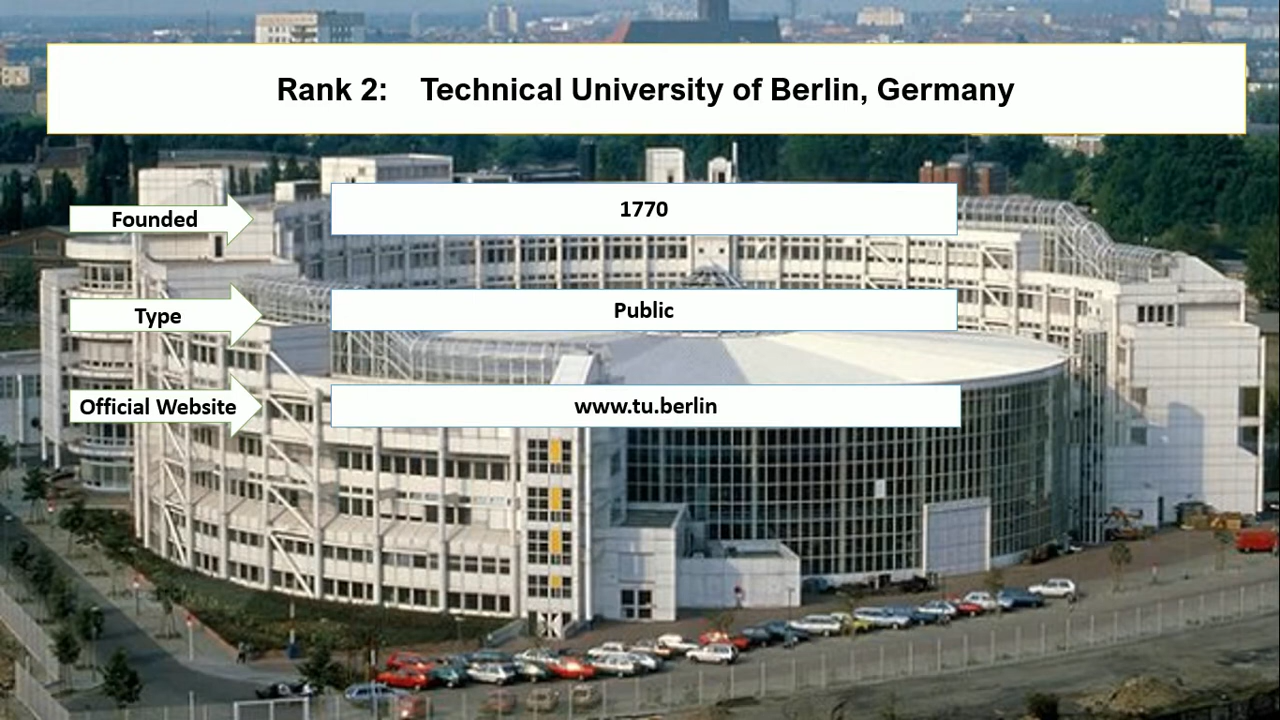 Rank 2: Technical University of Berlin, Germany
Founded
1770
Type
Public
Official Website
www.tu.berlin